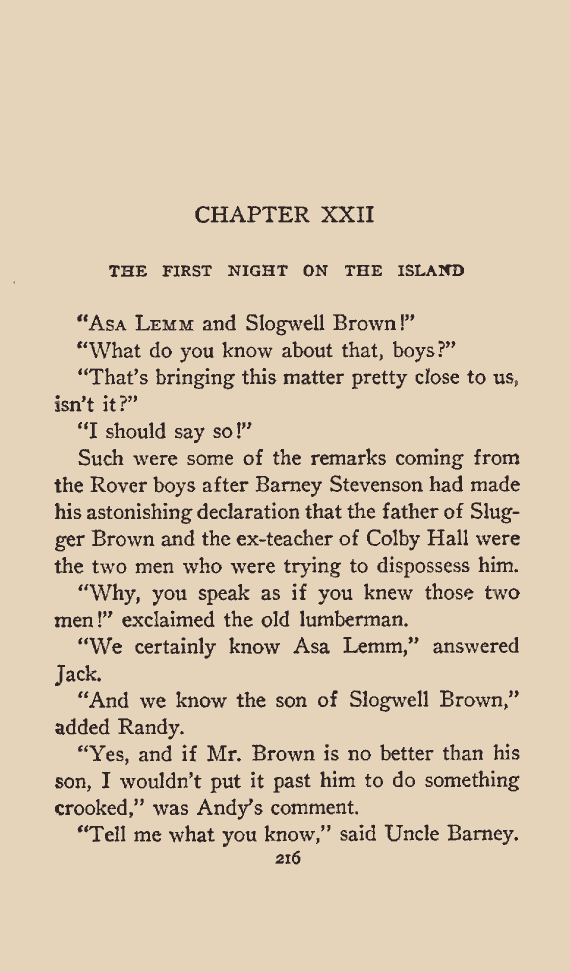 CHAPTER XXII
THE FIRST NIGHT ON THE ISLAND
“Asa Lemm and Slogwell Brown!”
“What do you know about that, boys?”
“That’s bringing this matter pretty close to us,
isn’t it?”
“I should say so!”
Such were some of the remarks coming from
the Rover boys after Barney Stevenson had made
his astonishing declaration that the father of Slug-
ger Brown and the ex-teacher of Colby Hall were
the two men who were trying to dispossess him.
“Why, you speak as if you knew those two
men!” exclaimed the old lumberman.
“We certainly know Asa Lemm,” answered
Jack.
“And we know the son of Slogwell Brown,”
added Randy.
“Yes, and if Mr. Brown is no better than his
son, I wouldn’t put it past him to do something
crooked,” was Andy’s comment.
“Tell me what you know,” said Uncle Barney.
216